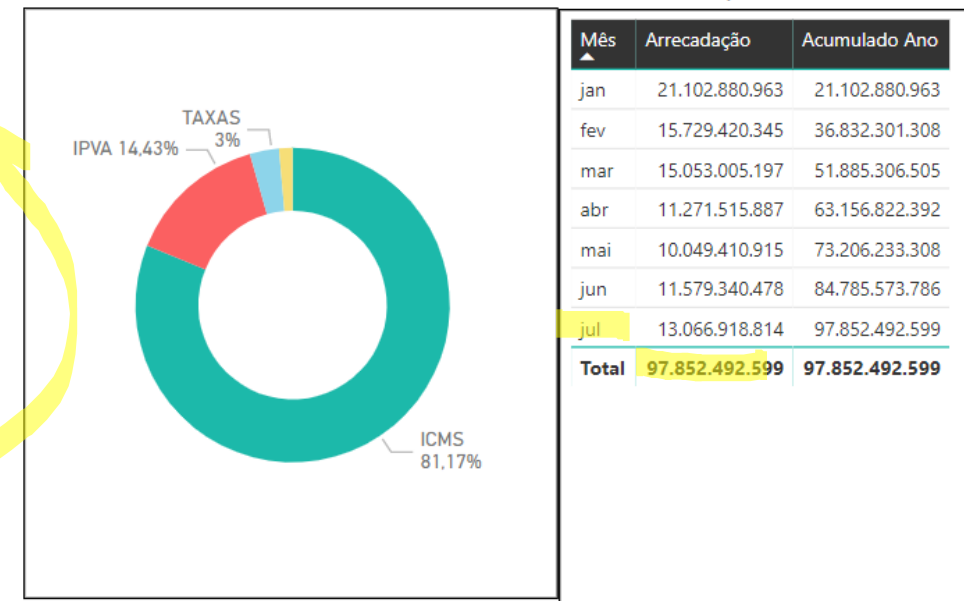 TAXAS
3%
IPVA 14,43%
ICMS
81,17%
Mês Arrecadação Acumulado Ano
jan 21.102.880.963 21.102.880.963
fev 15.729.420.345 36.832.301.308
mar 15.053.005.197 51.885.306.505
abr 11.271.515.887 63.156.822.392
mai 10.049.410.915 73.206.233.308
jun 11.579.340.478 84.785.573.786
jul 13.066.918.814 97.852.492.599
Total 97.852.492.599 97.852.492.599